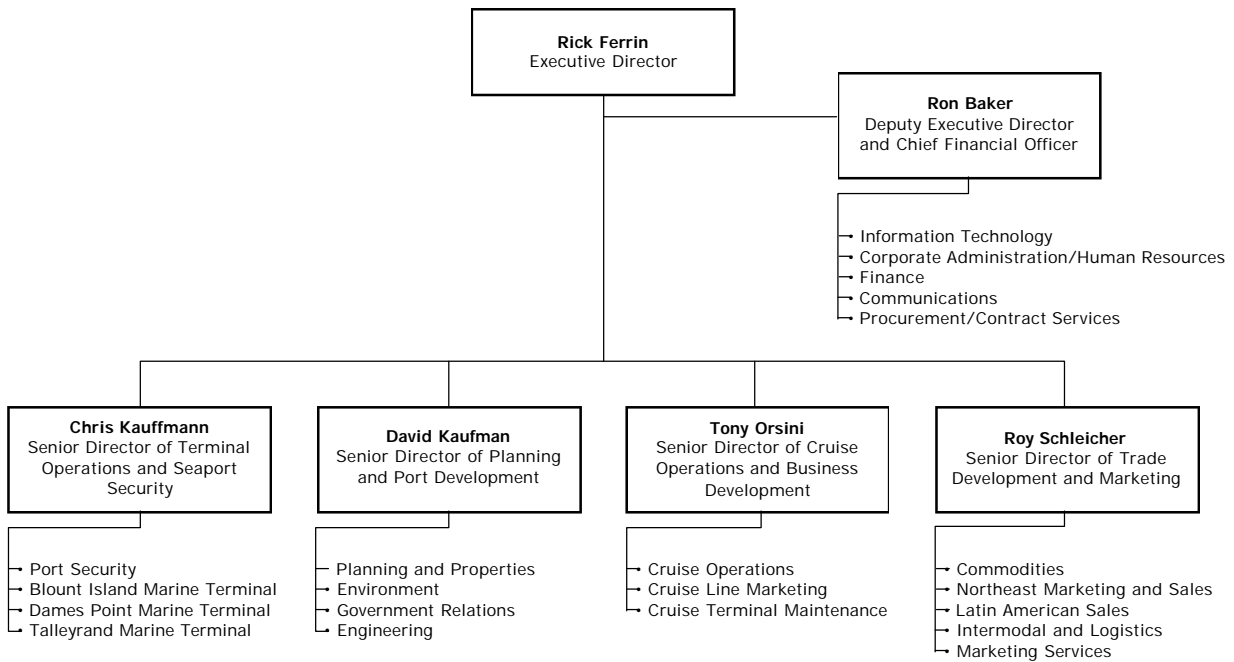 Rick Ferrin
Executive Director
Ron Baker
Deputy Executive Director
and Chief Financial Officer
• Information Technology
• Corporate Administration/Human Resources
• Finance
• Communications
• Procurement/Contract Services
Chris Kauffmann
Senior Director of Terminal
Operations and Seaport
Security
• Port Security
• Blount Island Marine Terminal
• Dames Point Marine Terminal
• Talleyrand Marine Terminal
David Kaufman
Senior Director of Planning
and Port Development
Planning and Properties
• Environment
• Government Relations
• Engineering
Tony Orsini
Senior Director of Cruise
Operations and Business
Development
• Cruise Operations
• Cruise Line Marketing
• Cruise Terminal Maintenance
Roy Schleicher
Senior Director of Trade
Development and Marketing
• Commodities
• Northeast Marketing and Sales
• Latin American Sales
• Intermodal and Logistics
• Marketing Services